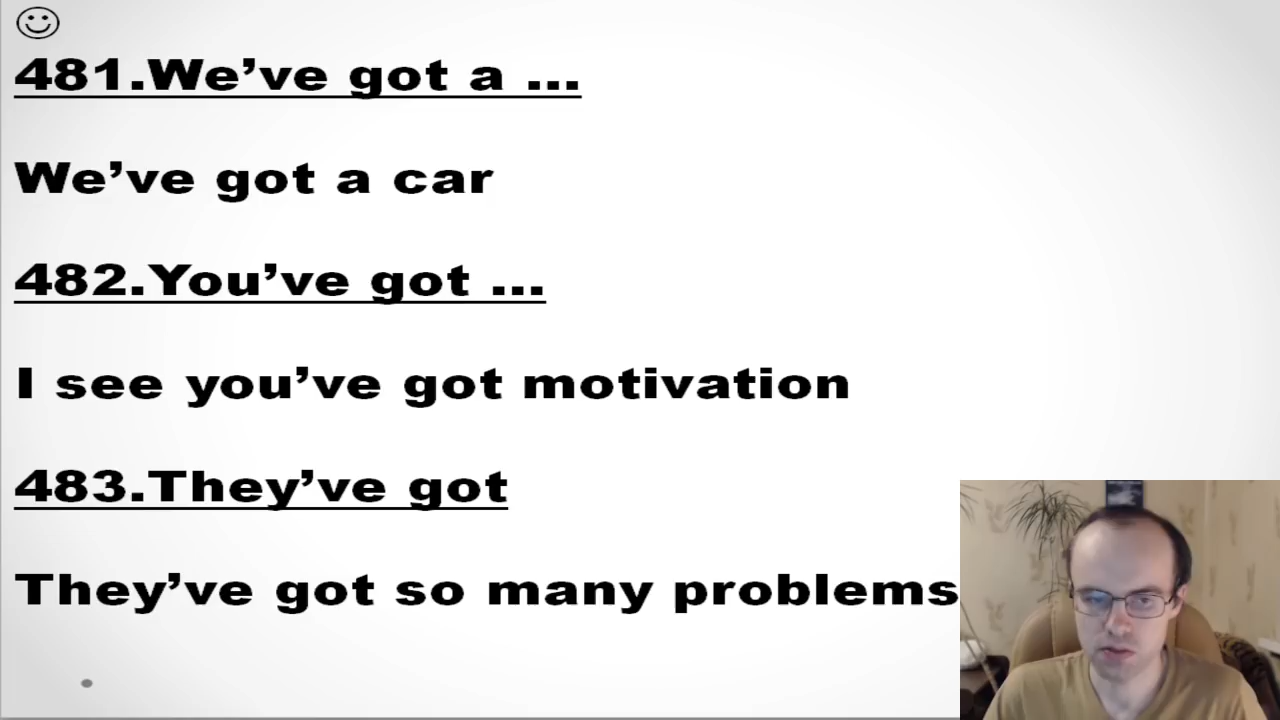 481.We’ve got a ...
We’ve got a car
482.You’ve got ...
I see you’ve got motivation
483.They’ve got
They’ve got so many problems